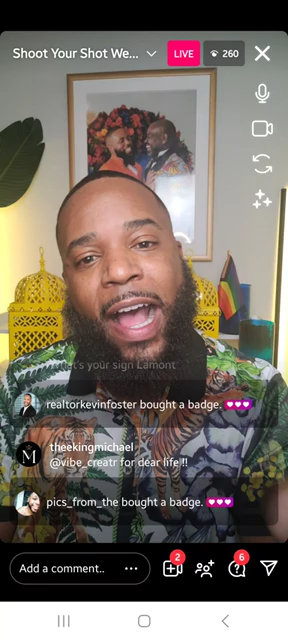 Shoot Your Shot We...
LIVE
260
what's your sign Lamont
realtorkevinfoster bought a badge. 💜💜💜
M
theekingmichael
@vibe_creatr for dear life !!
pics_from_the bought a badge. 💜💜💜
Add a comment..
2
6